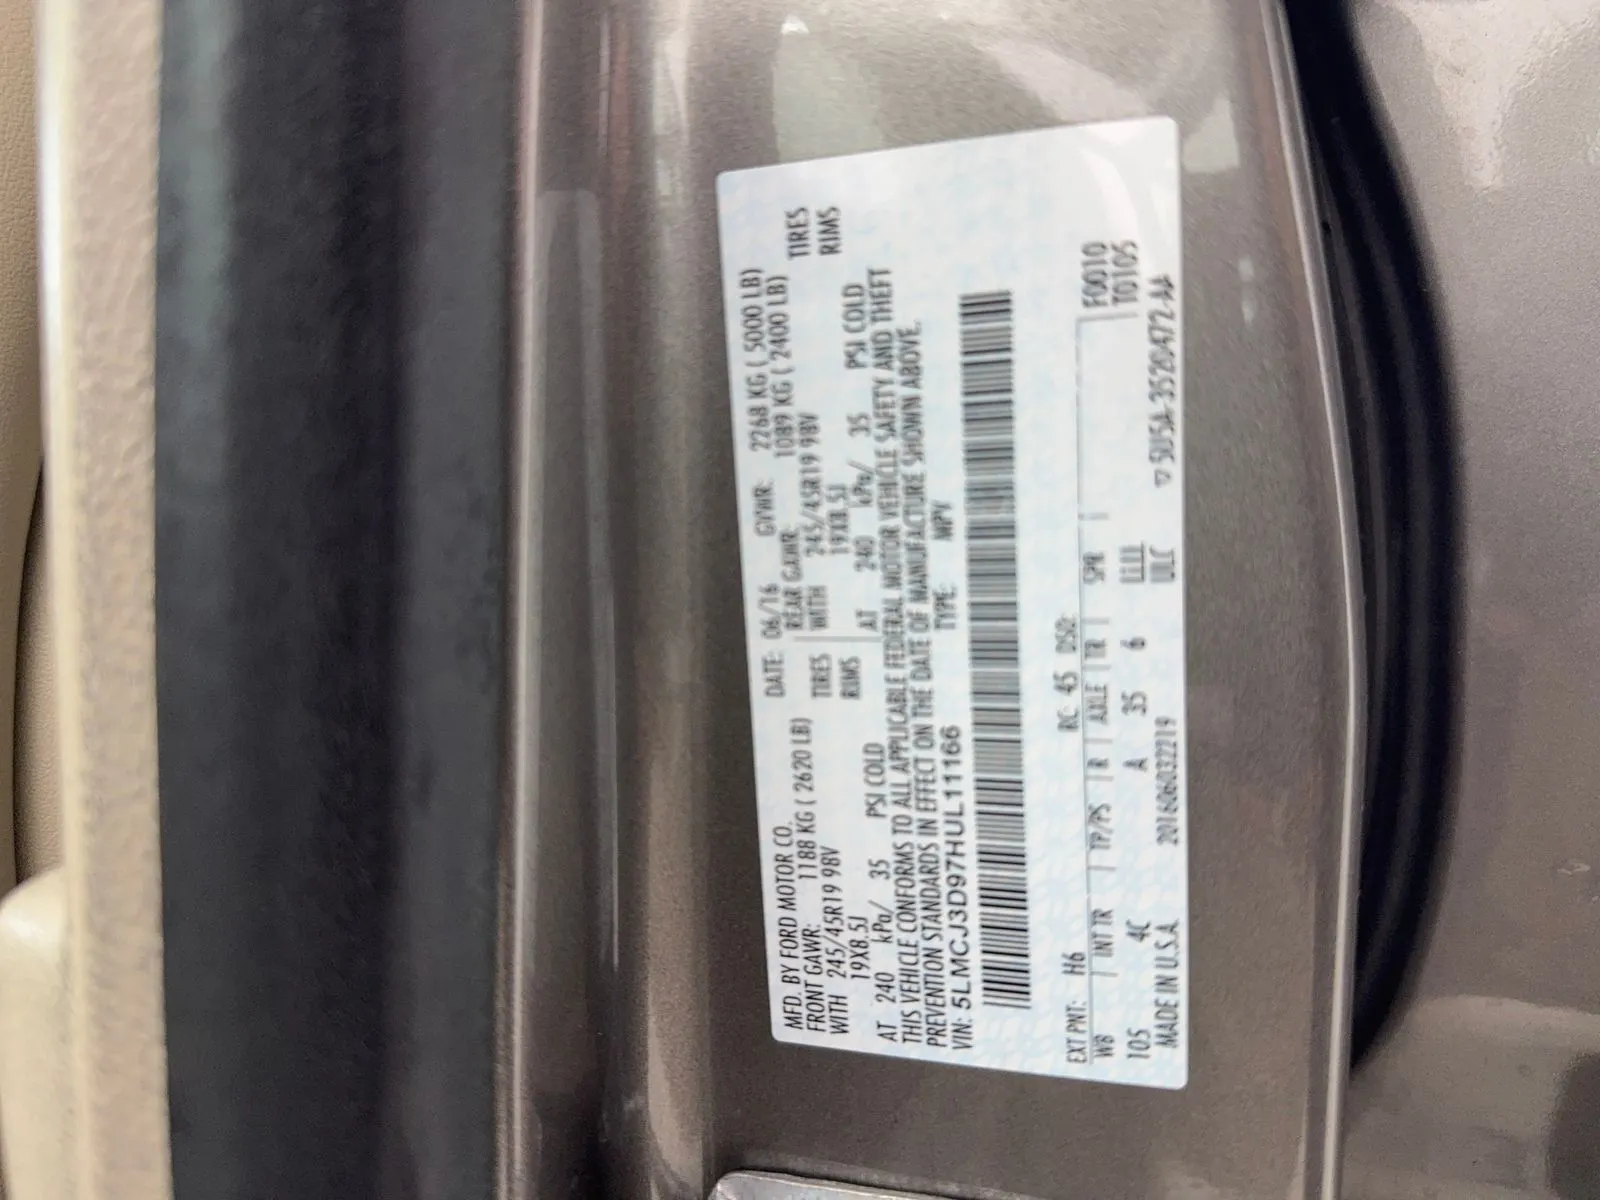 MFD. BY FORD MOTOR CO.
DATE: 06/16 GVWR: 2268 KG ( 5000 LB)
FRONT GAWR: 1188 KG ( 2620 LB) REAR GAWR: 1089 KG ( 2400 LB)
WITH 245/45R19 98V TIRES WITH 245/45R19 98V TIRES
19X8.5J RIMS 19X8.5J RIMS
AT 240 kPa/ 35 PSI COLD AT 240 kPa/ 35 PSI COLD
THIS VEHICLE CONFORMS TO ALL APPLICABLE FEDERAL MOTOR VEHICLE SAFETY AND THEFT
PREVENTION STANDARDS IN EFFECT ON THE DATE OF MANUFACTURE SHOWN ABOVE.
VIN: 5LMCJ3D97HUL11166 TYPE: MPV
EXT PNT: H6 RC: 45 DSO: F0010
WB INT TR TP/PS R AXLE TR SPR T0105
105 4C A 35 6
MADE IN U.S.A. 201606032219 ULC ▽ 5U5A-3520472-AA